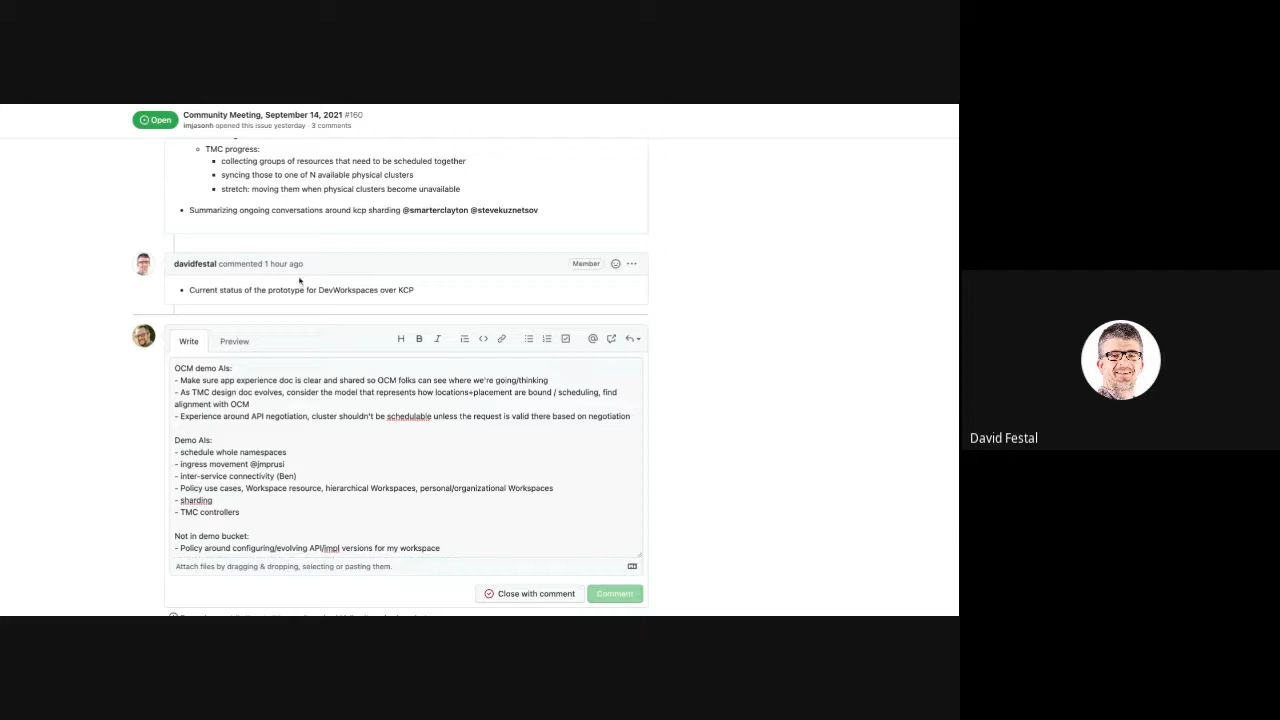 Open
Community Meeting, September 14, 2021 #160
imjasonh opened this issue yesterday · 3 comments
TMC progress:
collecting groups of resources that need to be scheduled together
syncing those to one of N available physical clusters
stretch: moving them when physical clusters become unavailable
Summarizing ongoing conversations around kcp sharding @smarterclayton @stevekuznetsov
davidfestal commented 1 hour ago
Member
Current status of the prototype for DevWorkspaces over KCP
Write
Preview
OCM demo AIs:
- Make sure app experience doc is clear and shared so OCM folks can see where we're going/thinking
- As TMC design doc evolves, consider the model that represents how locations+placement are bound / scheduling, find
alignment with OCM
- Experience around API negotiation, cluster shouldn't be schedulable unless the request is valid there based on negotiation
Demo AIs:
- schedule whole namespaces
- ingress movement @jmprusi
- inter-service connectivity (Ben)
- Policy use cases, Workspace resource, hierarchical Workspaces, personal/organizational Workspaces
- sharding
- TMC controllers
Not in demo bucket:
- Policy around configuring/evolving API/impl versions for my workspace
Attach files by dragging & dropping, selecting or pasting them.
Close with comment
Comment
David Festal